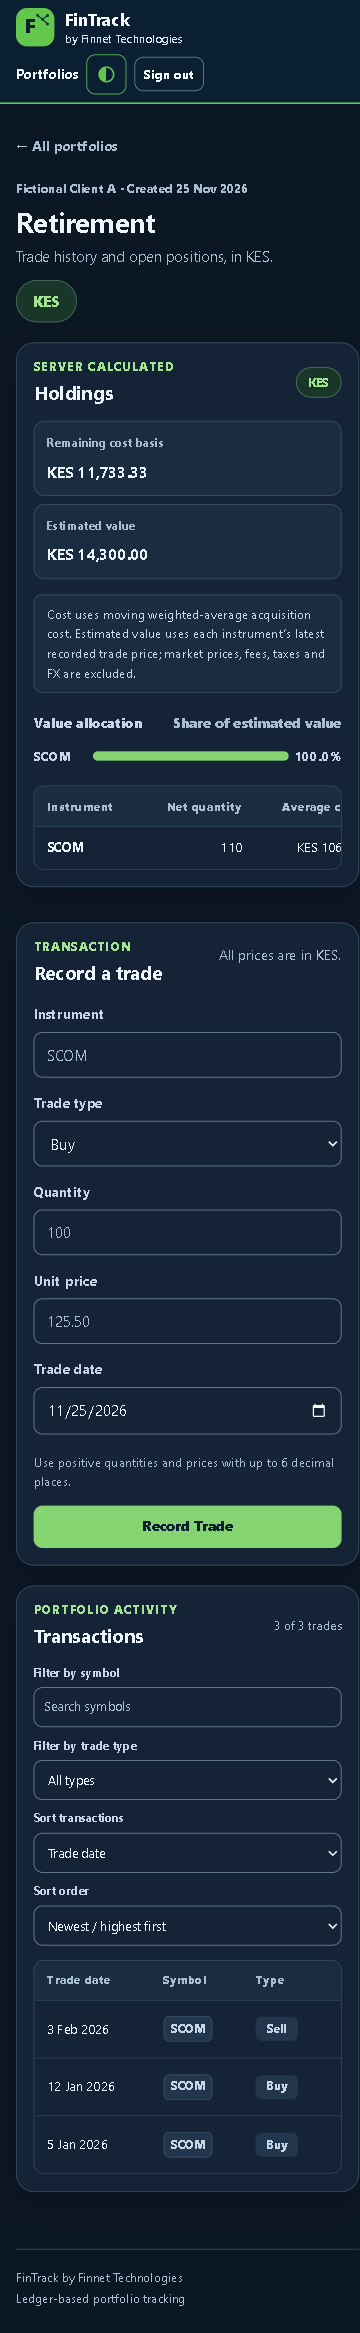 F
FinTrack
by Finnet Technologies
Portfolios
Sign out
← All portfolios
Fictional Client A · Created 25 Nov 2026
Retirement
Trade history and open positions, in KES.
KES
SERVER CALCULATED
Holdings
KES
Remaining cost basis
KES 11,733.33
Estimated value
KES 14,300.00
Cost uses moving weighted-average acquisition
cost. Estimated value uses each instrument's latest
recorded trade price; market prices, fees, taxes and
FX are excluded.
Value allocation Share of estimated value
SCOM 100.0%
Instrument Net quantity Average c
SCOM 110 KES 106
TRANSACTION
Record a trade
All prices are in KES.
Instrument
SCOM
Trade type
Buy
Quantity
100
Unit price
125.50
Trade date
11/25/2026
Use positive quantities and prices with up to 6 decimal
places.
Record Trade
PORTFOLIO ACTIVITY
Transactions
3 of 3 trades
Filter by symbol
Search symbols
Filter by trade type
All types
Sort transactions
Trade date
Sort order
Newest / highest first
Trade date Symbol Type
3 Feb 2026 SCOM Sell
12 Jan 2026 SCOM Buy
5 Jan 2026 SCOM Buy
FinTrack by Finnet Technologies
Ledger-based portfolio tracking